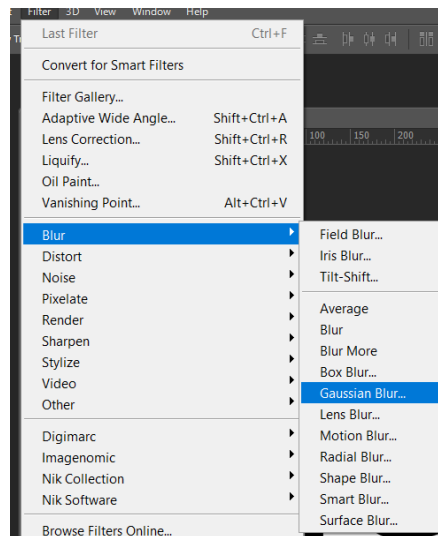 Filter 3D View Window Help
Last Filter Ctrl+F
Convert for Smart Filters
Filter Gallery...
Adaptive Wide Angle... Shift+Ctrl+A
Lens Correction... Shift+Ctrl+R
Liquify... Shift+Ctrl+X
Oil Paint...
Vanishing Point... Alt+Ctrl+V
100 150 200
Blur
Distort
Noise
Pixelate
Render
Sharpen
Stylize
Video
Other
Digimarc
Imagenomic
Nik Collection
Nik Software
Browse Filters Online...
Field Blur...
Iris Blur...
Tilt-Shift...
Average
Blur
Blur More
Box Blur...
Gaussian Blur...
Lens Blur...
Motion Blur...
Radial Blur...
Shape Blur...
Smart Blur...
Surface Blur...